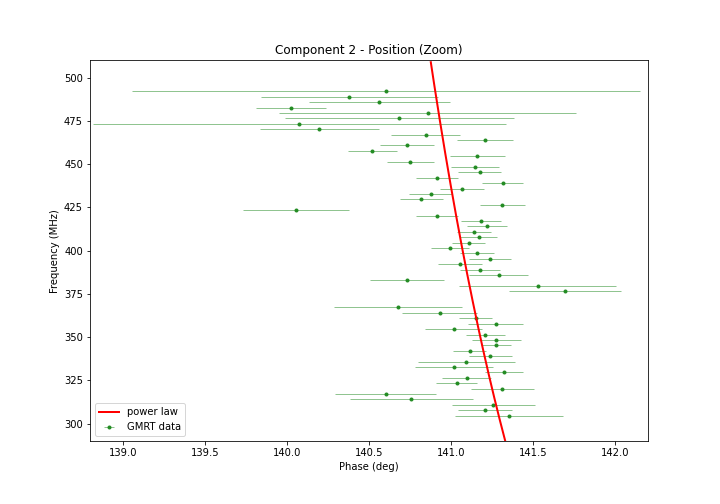 Component 2 - Position (Zoom)
Frequency (MHz)
500
475
450
425
400
375
350
325
300
power law
GMRT data
139.0 139.5 140.0 140.5 141.0 141.5 142.0
Phase (deg)